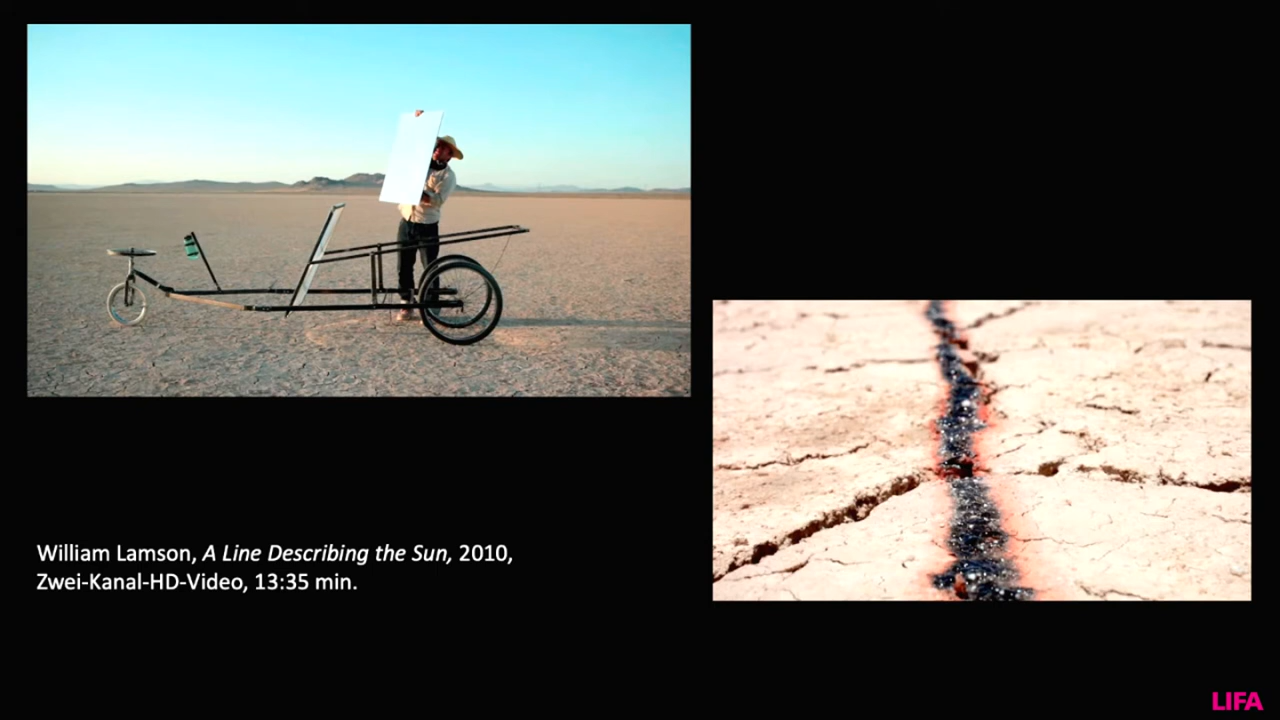 William Lamson, A Line Describing the Sun, 2010,
Zwei-Kanal-HD-Video, 13:35 min.
LIFA